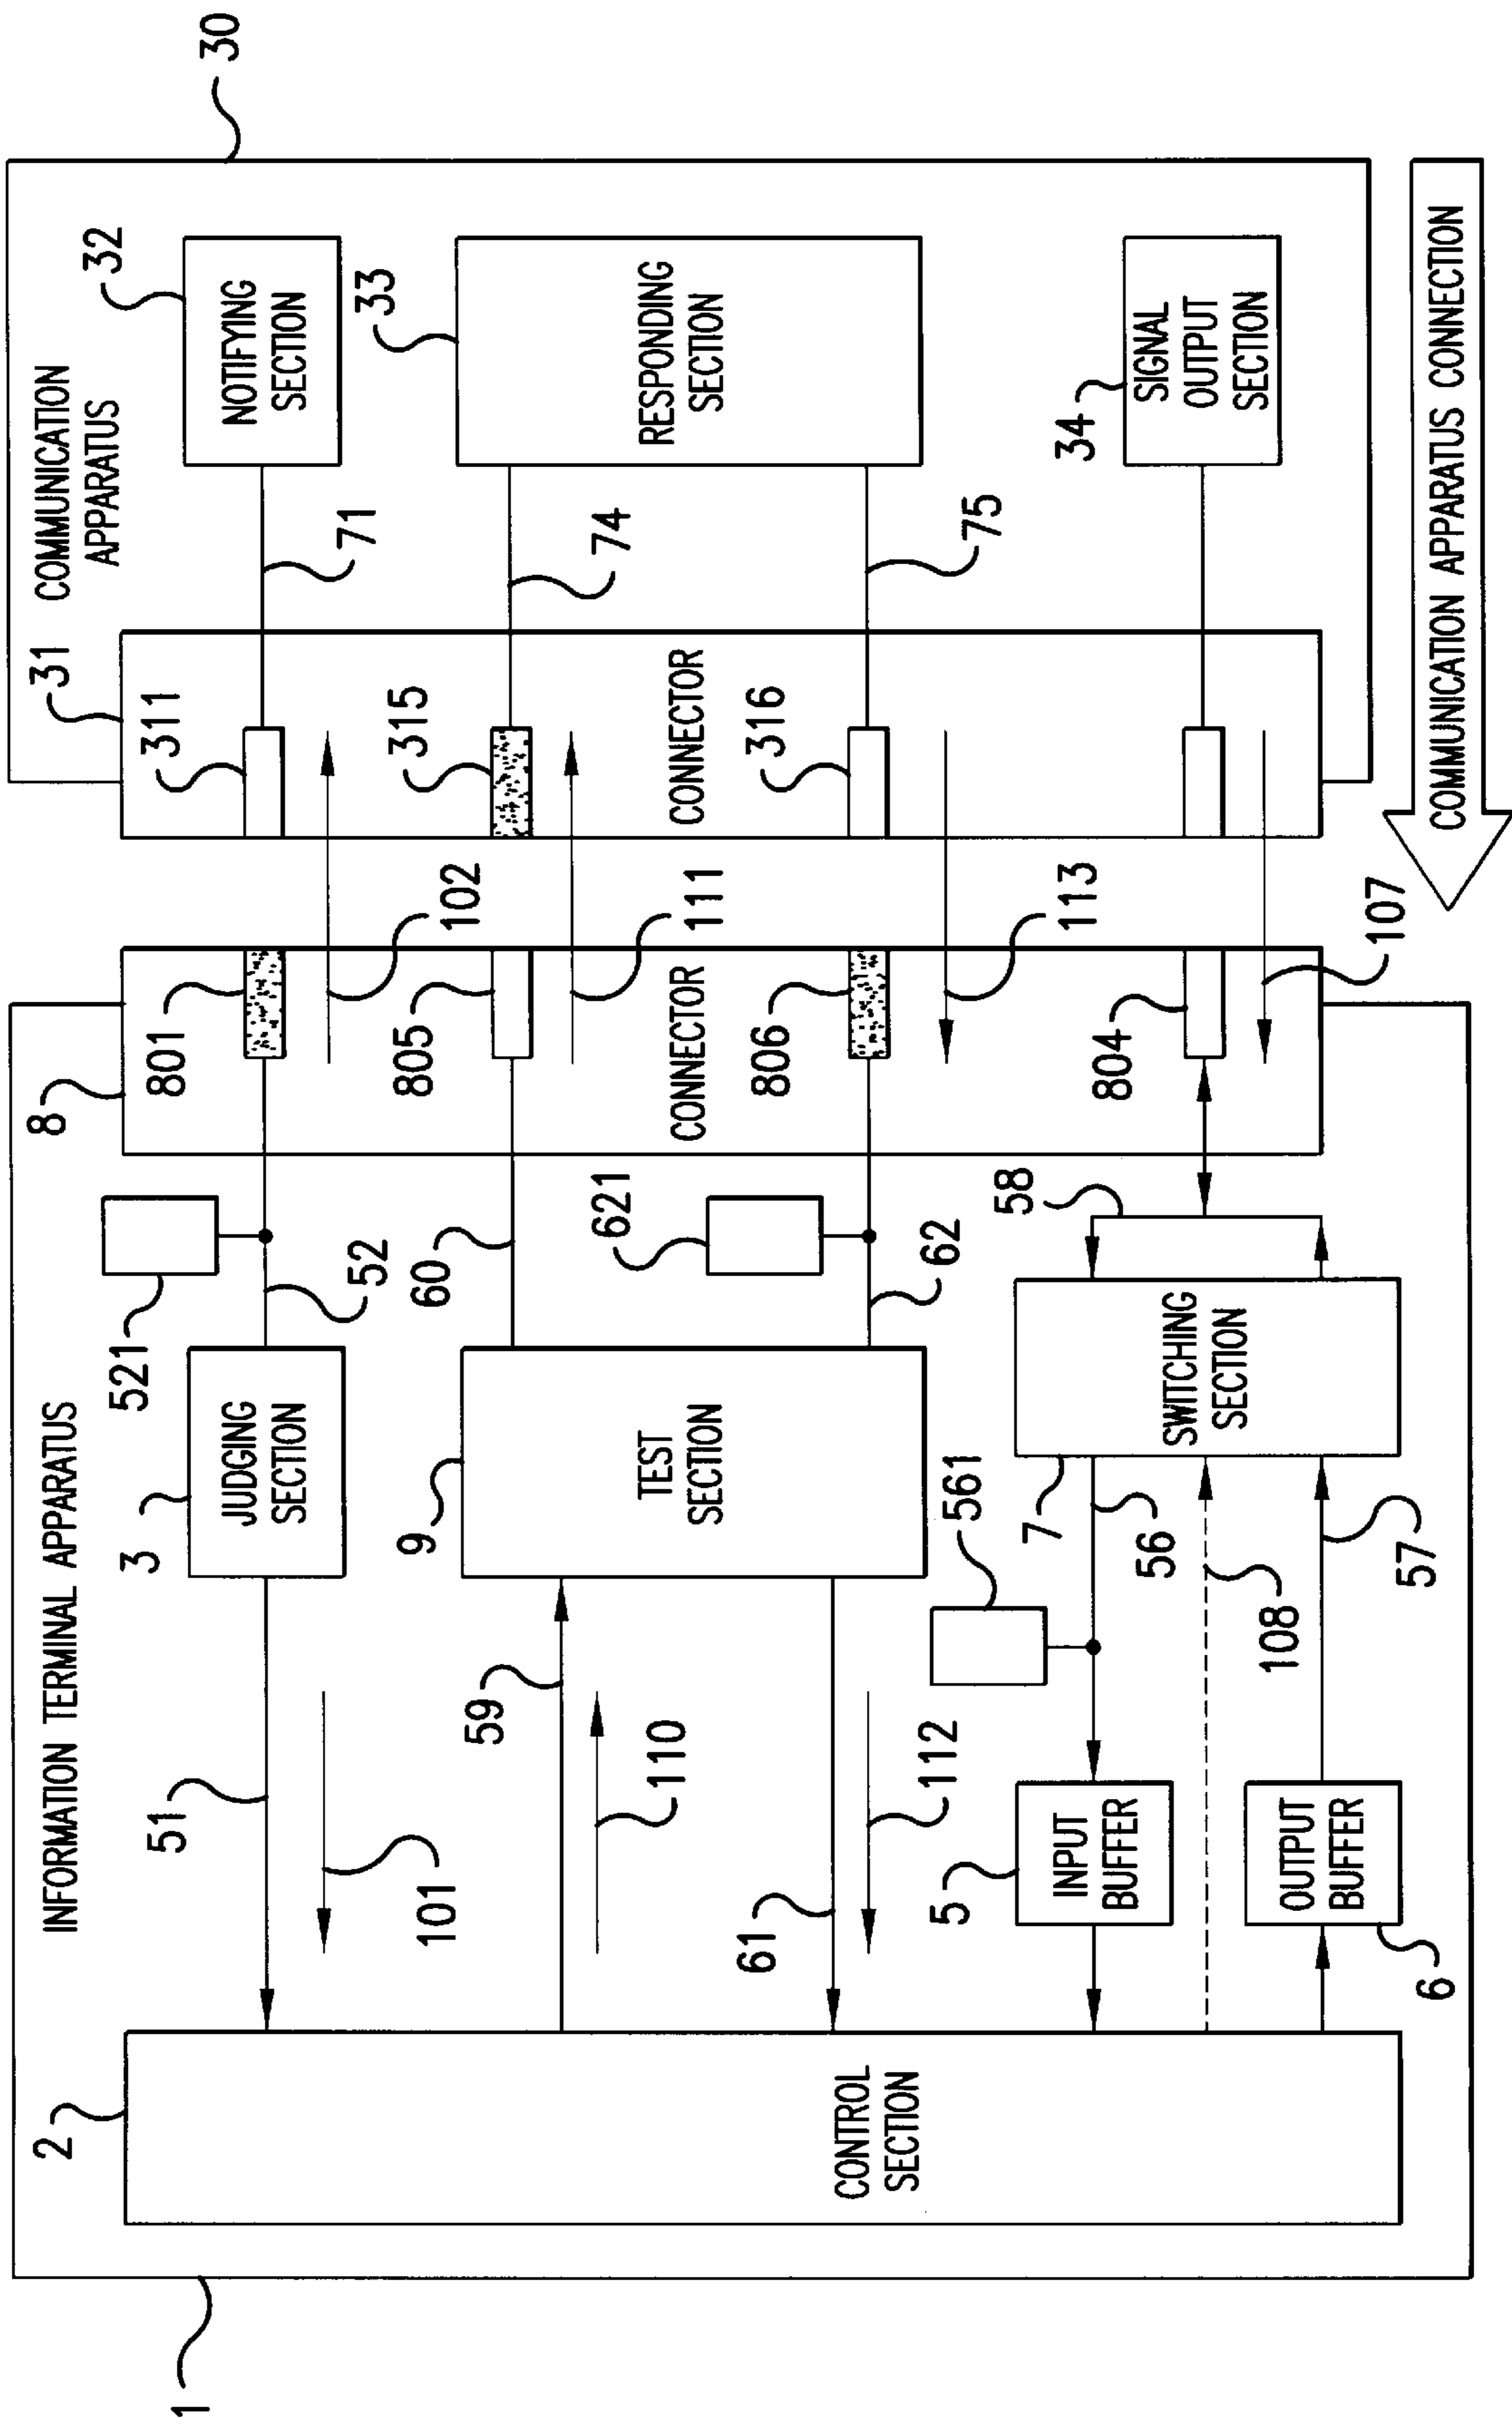 INFORMATION TERMINAL APPARATUS
1
2
CONTROL
SECTION
51
101
3
JUDGING
SECTION
521
52
8
801
102
59
110
9
TEST
SECTION
60
805
111
61
112
621
62
CONNECTOR
806
113
5
INPUT
BUFFER
561
7
56
108
57
6
OUTPUT
BUFFER
SWITCHING
SECTION
58
804
107
COMMUNICATION
APPARATUS
30
31
311
71
32
NOTIFYING
SECTION
315
74
33
RESPONDING
SECTION
CONNECTOR
316
75
34
SIGNAL
OUTPUT
SECTION
COMMUNICATION APPARATUS CONNECTION